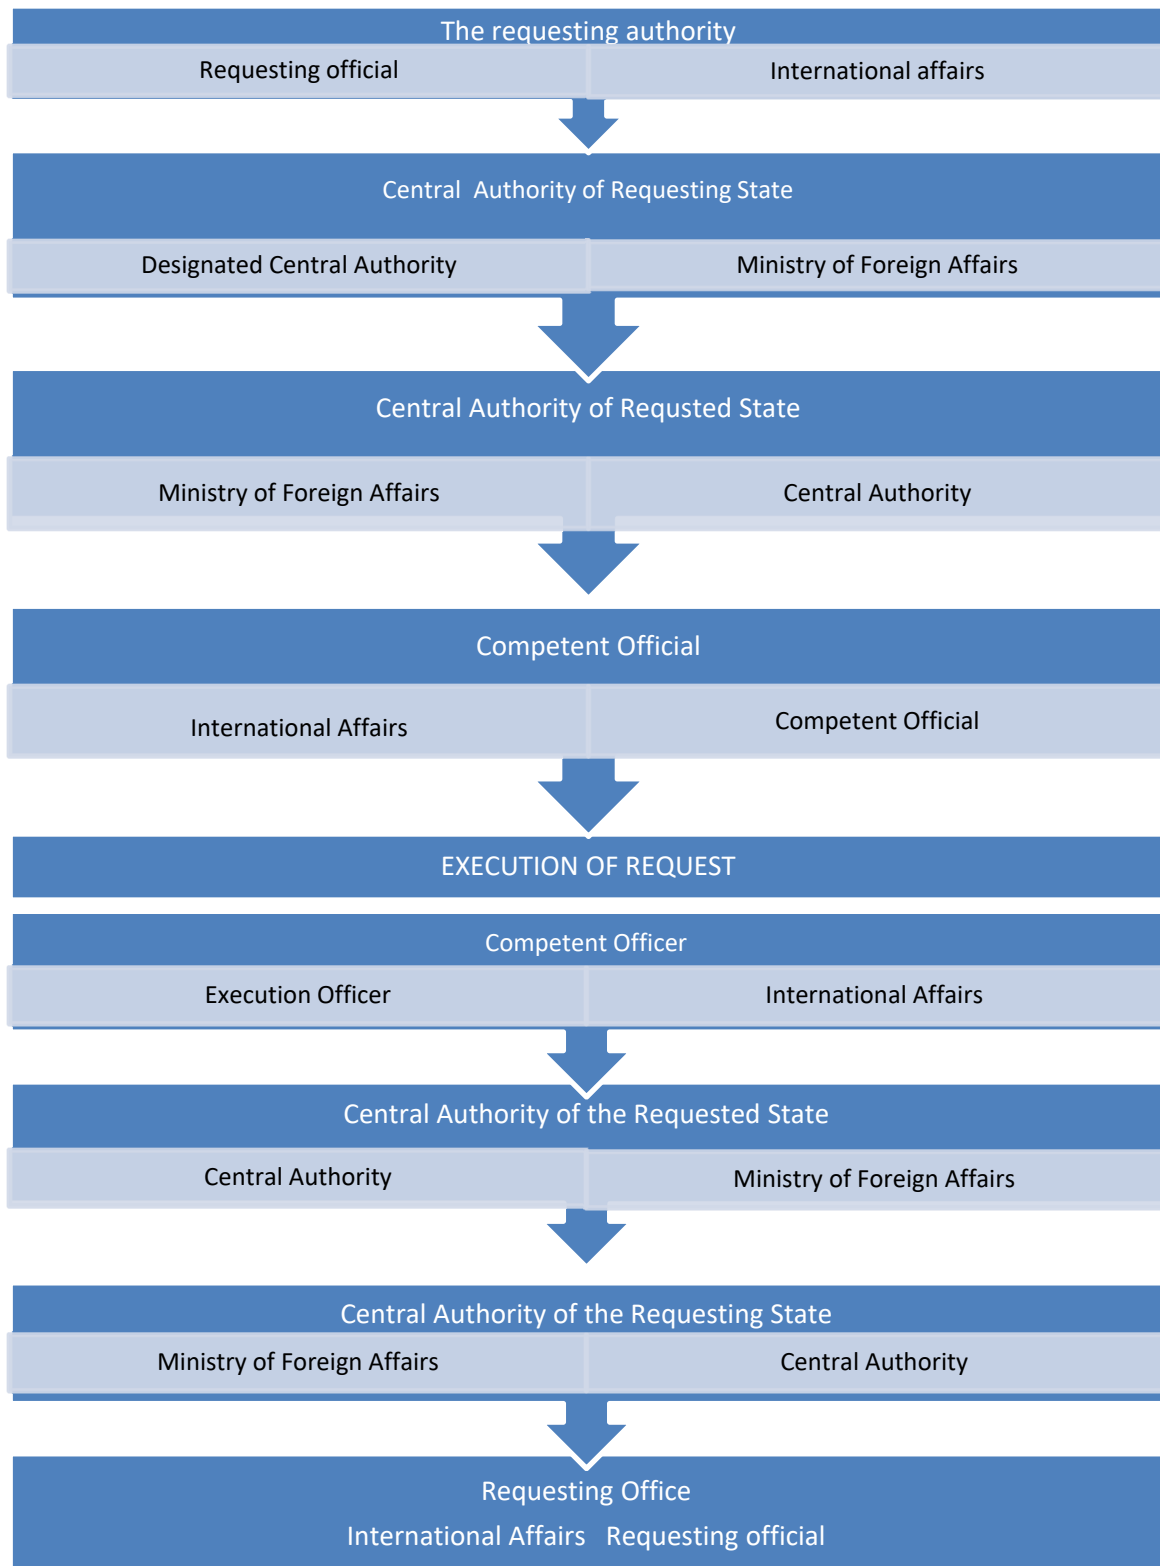 The requesting authority
Requesting official
International affairs
Central Authority of Requesting State
Designated Central Authority
Ministry of Foreign Affairs
Central Authority of Requsted State
Ministry of Foreign Affairs
Central Authority
Competent Official
International Affairs
Competent Official
EXECUTION OF REQUEST
Competent Officer
Execution Officer
International Affairs
Central Authority of the Requested State
Central Authority
Ministry of Foreign Affairs
Central Authority of the Requesting State
Ministry of Foreign Affairs
Central Authority
Requesting Office
International Affairs Requesting official